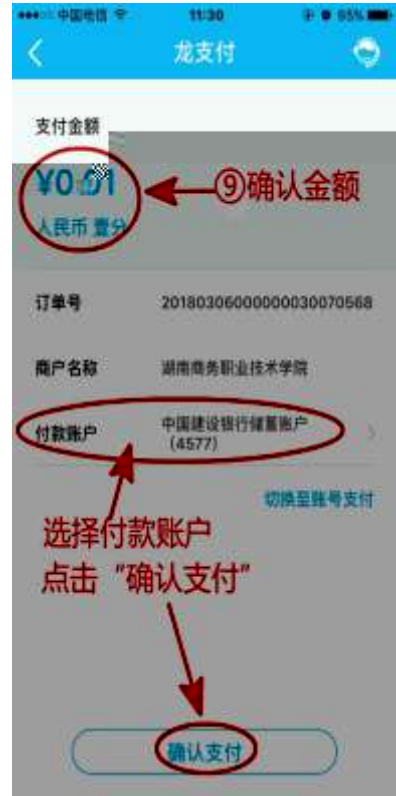 中国电信 11:30 65%
龙支付
支付金额
¥0.01
⑨确认金额
人民币 壹分
订单号 20180306000000030070568
商户名称 湖南商务职业技术学院
付款账户 中国建设银行储蓄账户
(4577)
切换至账号支付
选择付款账户
点击“确认支付”
确认支付